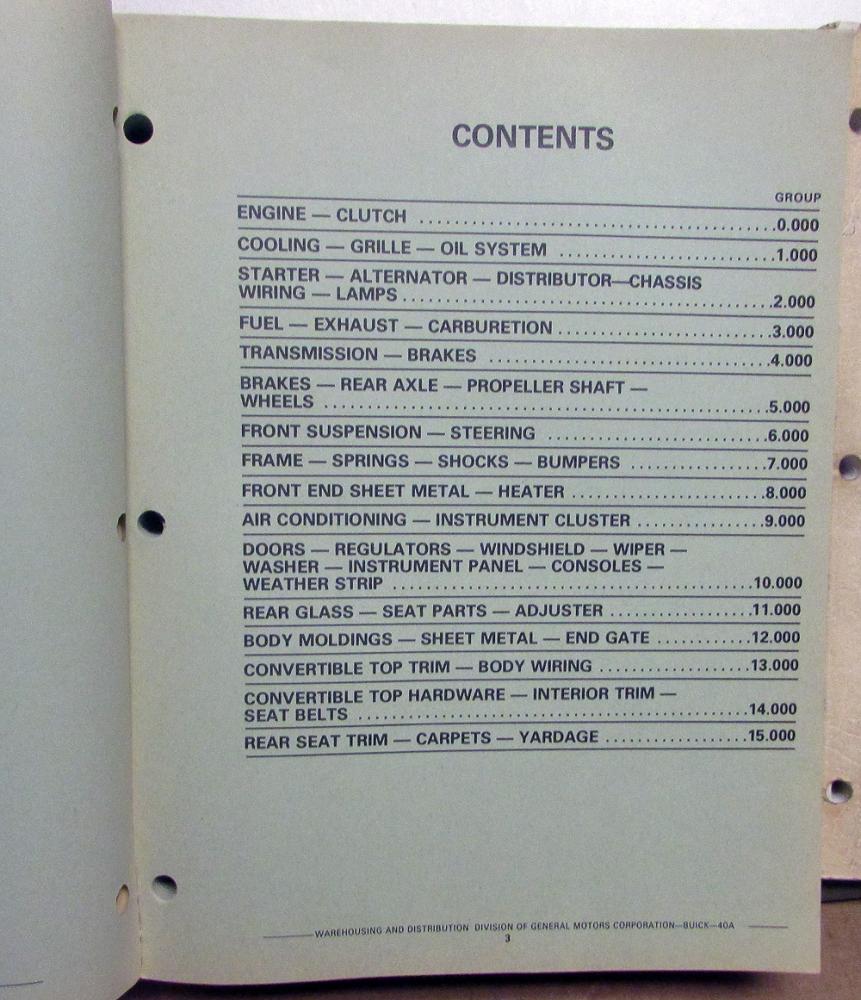 CONTENTS
GROUP
ENGINE — CLUTCH ..............................0.000
COOLING — GRILLE — OIL SYSTEM ..................1.000
STARTER — ALTERNATOR — DISTRIBUTOR—CHASSIS
WIRING — LAMPS..............................2.000
FUEL — EXHAUST — CARBURETION..................3.000
TRANSMISSION — BRAKES ........................4.000
BRAKES — REAR AXLE — PROPELLER SHAFT —
WHEELS ....................................5.000
FRONT SUSPENSION — STEERING ..................6.000
FRAME — SPRINGS — SHOCKS — BUMPERS ............7.000
FRONT END SHEET METAL — HEATER ................8.000
AIR CONDITIONING — INSTRUMENT CLUSTER ..........9.000
DOORS — REGULATORS — WINDSHIELD — WIPER —
WASHER — INSTRUMENT PANEL — CONSOLES —
WEATHER STRIP ..............................10.000
REAR GLASS — SEAT PARTS — ADJUSTER ............11.000
BODY MOLDINGS — SHEET METAL — END GATE ........12.000
CONVERTIBLE TOP TRIM — BODY WIRING ............13.000
CONVERTIBLE TOP HARDWARE — INTERIOR TRIM —
SEAT BELTS ................................14.000
REAR SEAT TRIM — CARPETS — YARDAGE ............15.000
WAREHOUSING AND DISTRIBUTION DIVISION OF GENERAL MOTORS CORPORATION—BUICK—40A
3